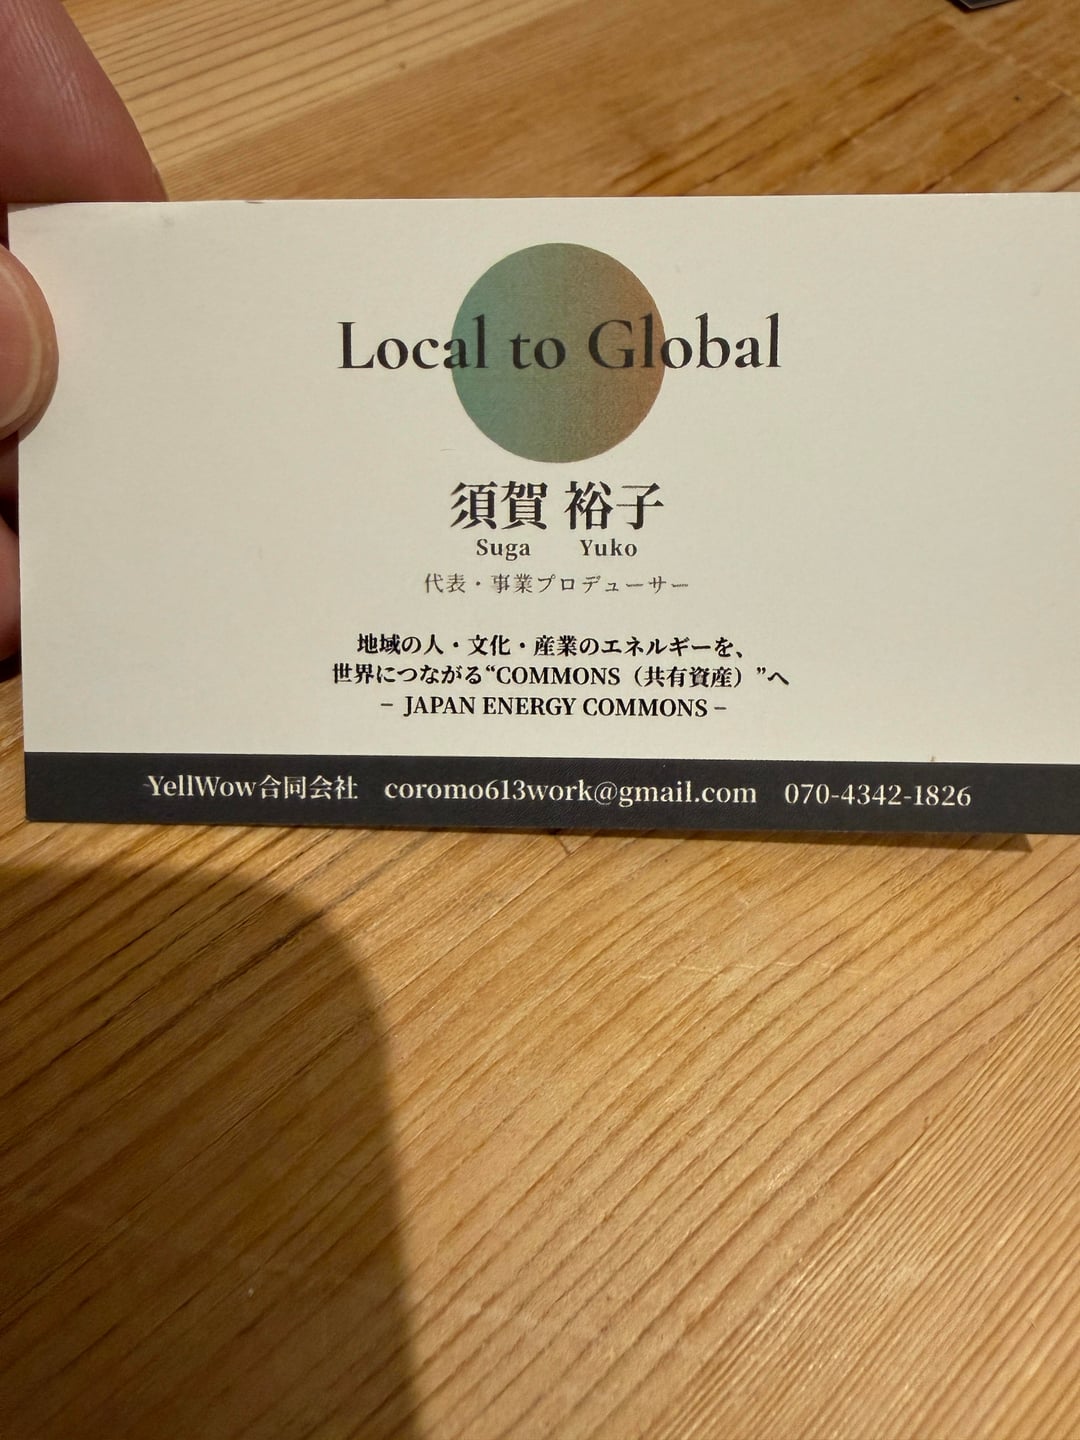 Local to Global
須賀 裕子
Suga Yuko
代表・事業プロデューサー
地域の人・文化・産業のエネルギーを、
世界につながる“COMMONS（共有資産）”へ
– JAPAN ENERGY COMMONS –
YellWow合同会社 coromo613work@gmail.com 070-4342-1826